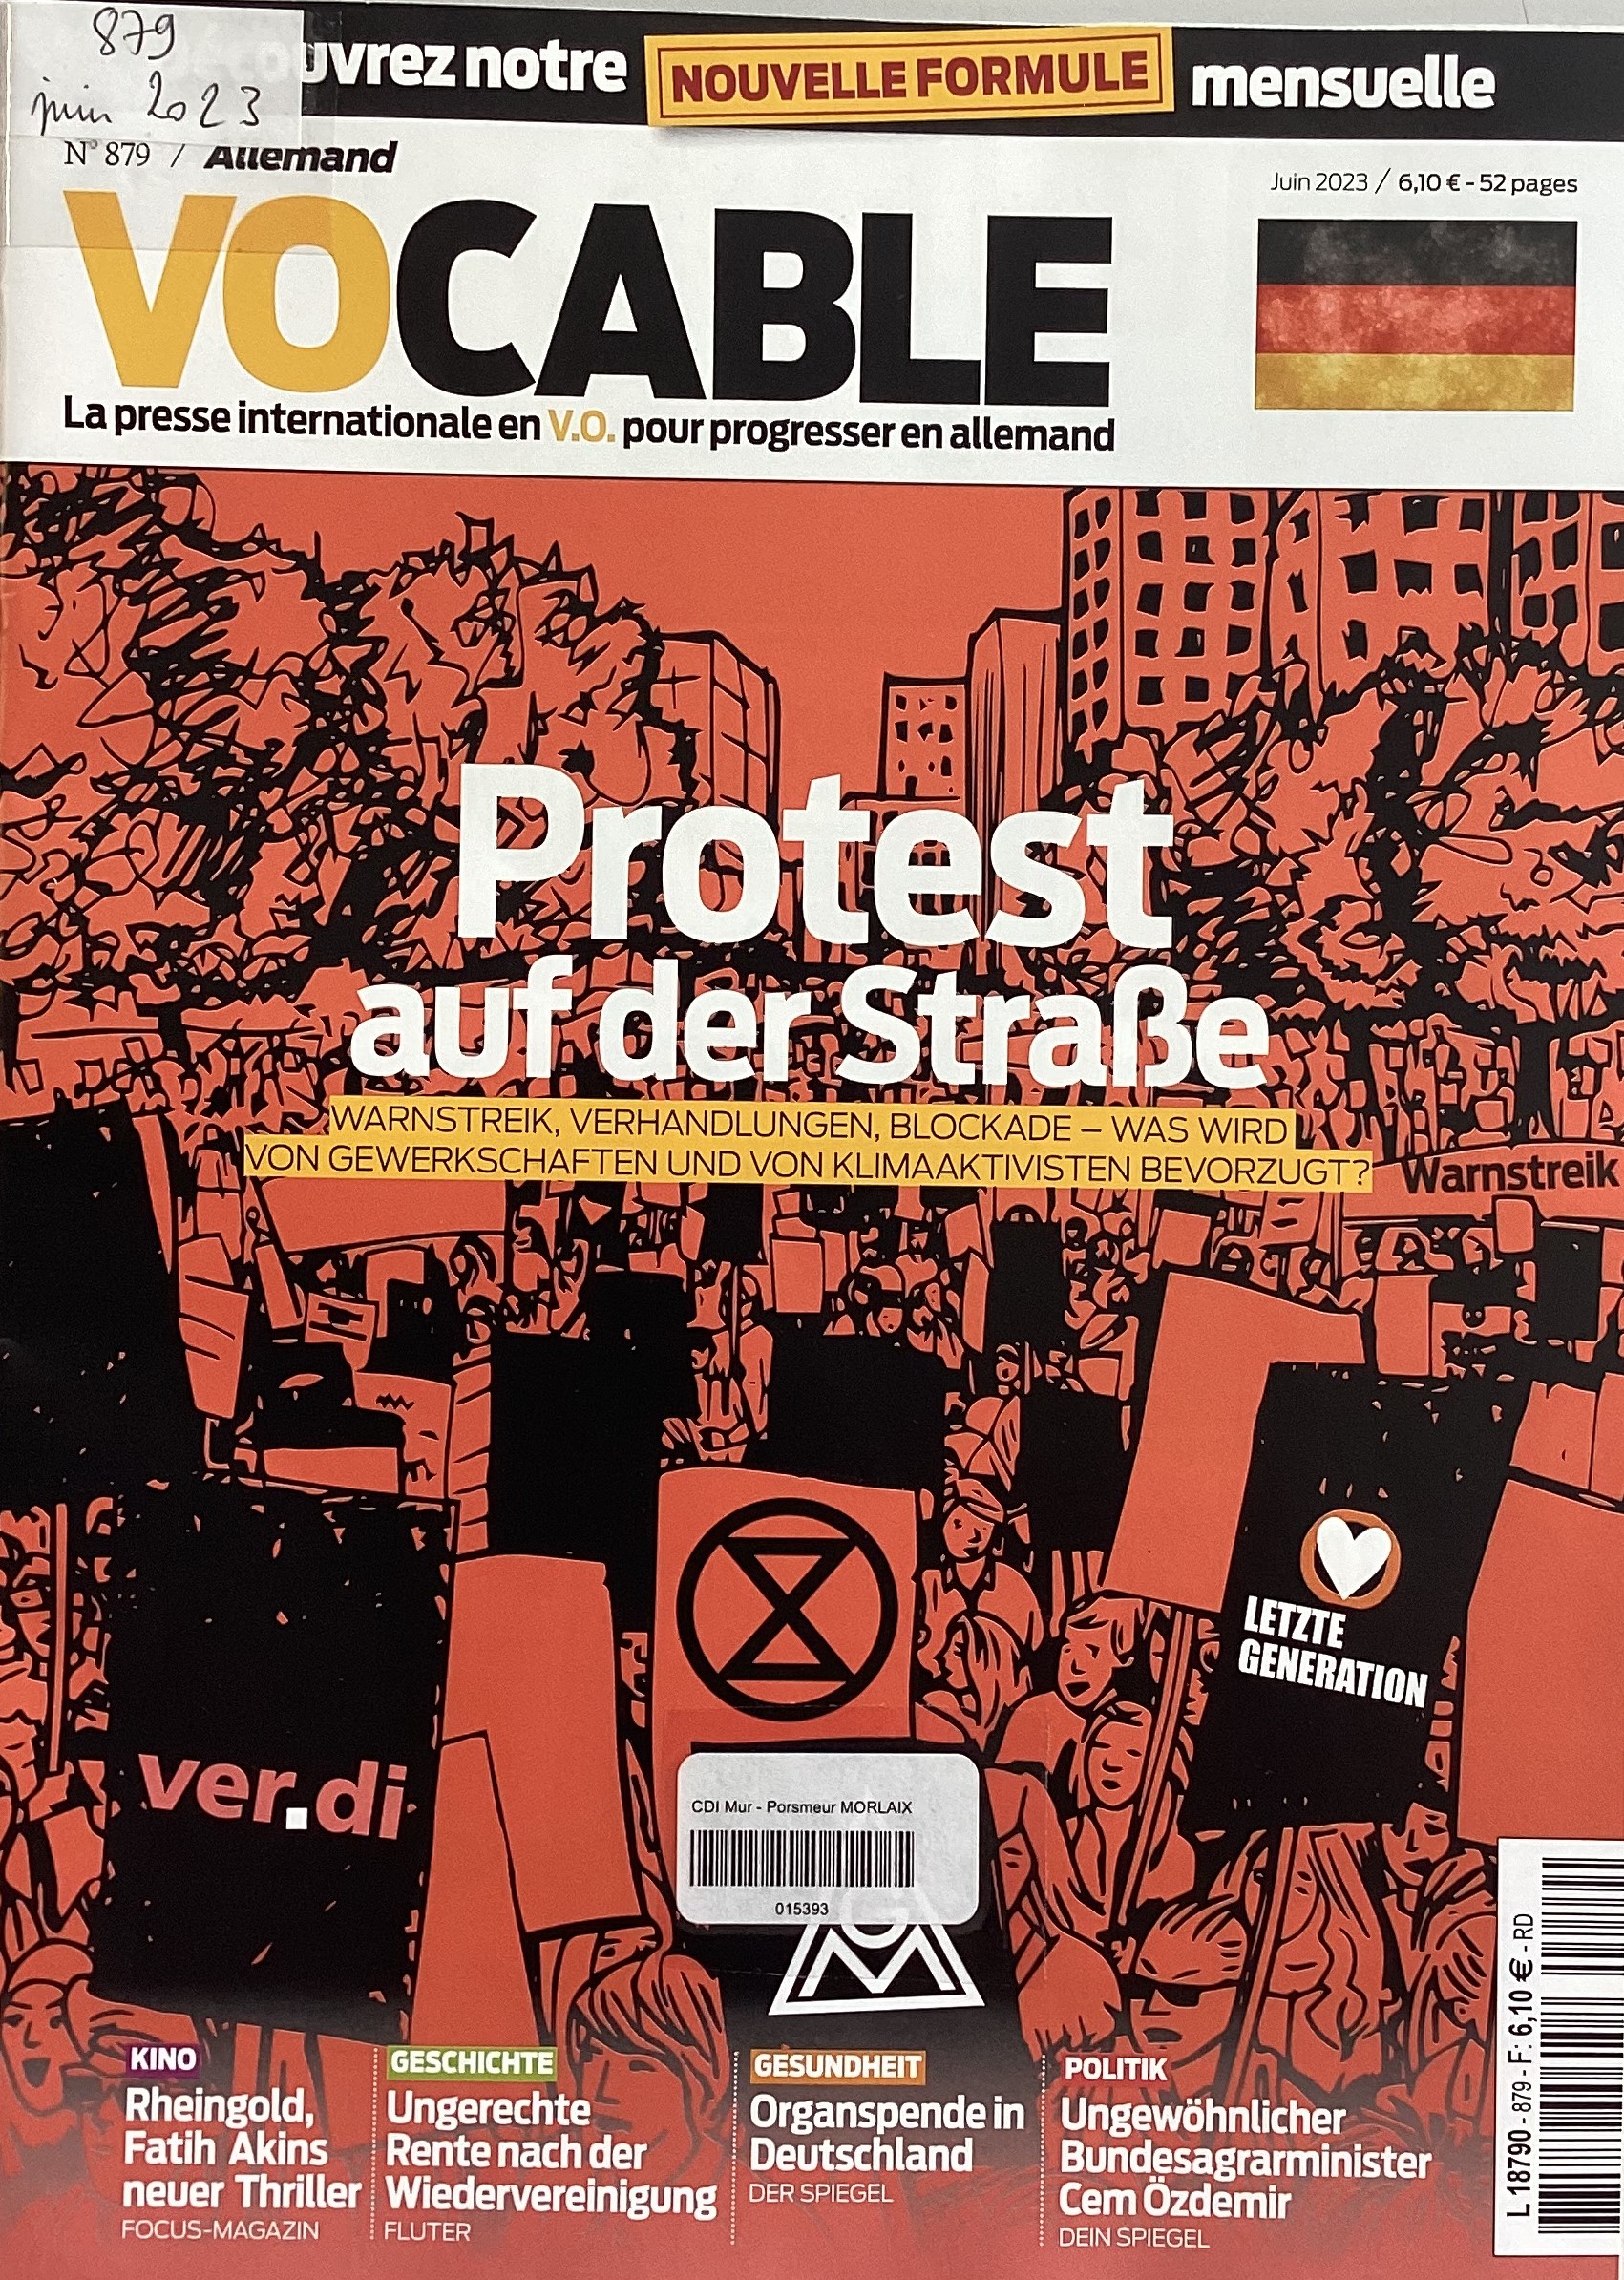 879
juin 2023
découvrez notre NOUVELLE FORMULE mensuelle
N° 879 / Allemand
Juin 2023 / 6,10 € - 52 pages
VOCABLE
La presse internationale en V.O. pour progresser en allemand
Protest
auf der Straße
WARNSTREIK, VERHANDLUNGEN, BLOCKADE – WAS WIRD
VON GEWERKSCHAFTEN UND VON KLIMAAKTIVISTEN BEVORZUGT?
Warnstreik
LETZTE
GENERATION
ver.di
CDI Mur - Porsmeur MORLAIX
015393
KINO
Rheingold,
Fatih Akins
neuer Thriller
FOCUS-MAGAZIN
GESCHICHTE
Ungerechte
Rente nach der
Wiedervereinigung
FLUTER
GESUNDHEIT
Organspende in
Deutschland
DER SPIEGEL
POLITIK
Ungewöhnlicher
Bundesagrarminister
Cem Özdemir
DEIN SPIEGEL
L 18790 - 879 - F: 6,10 € - RD